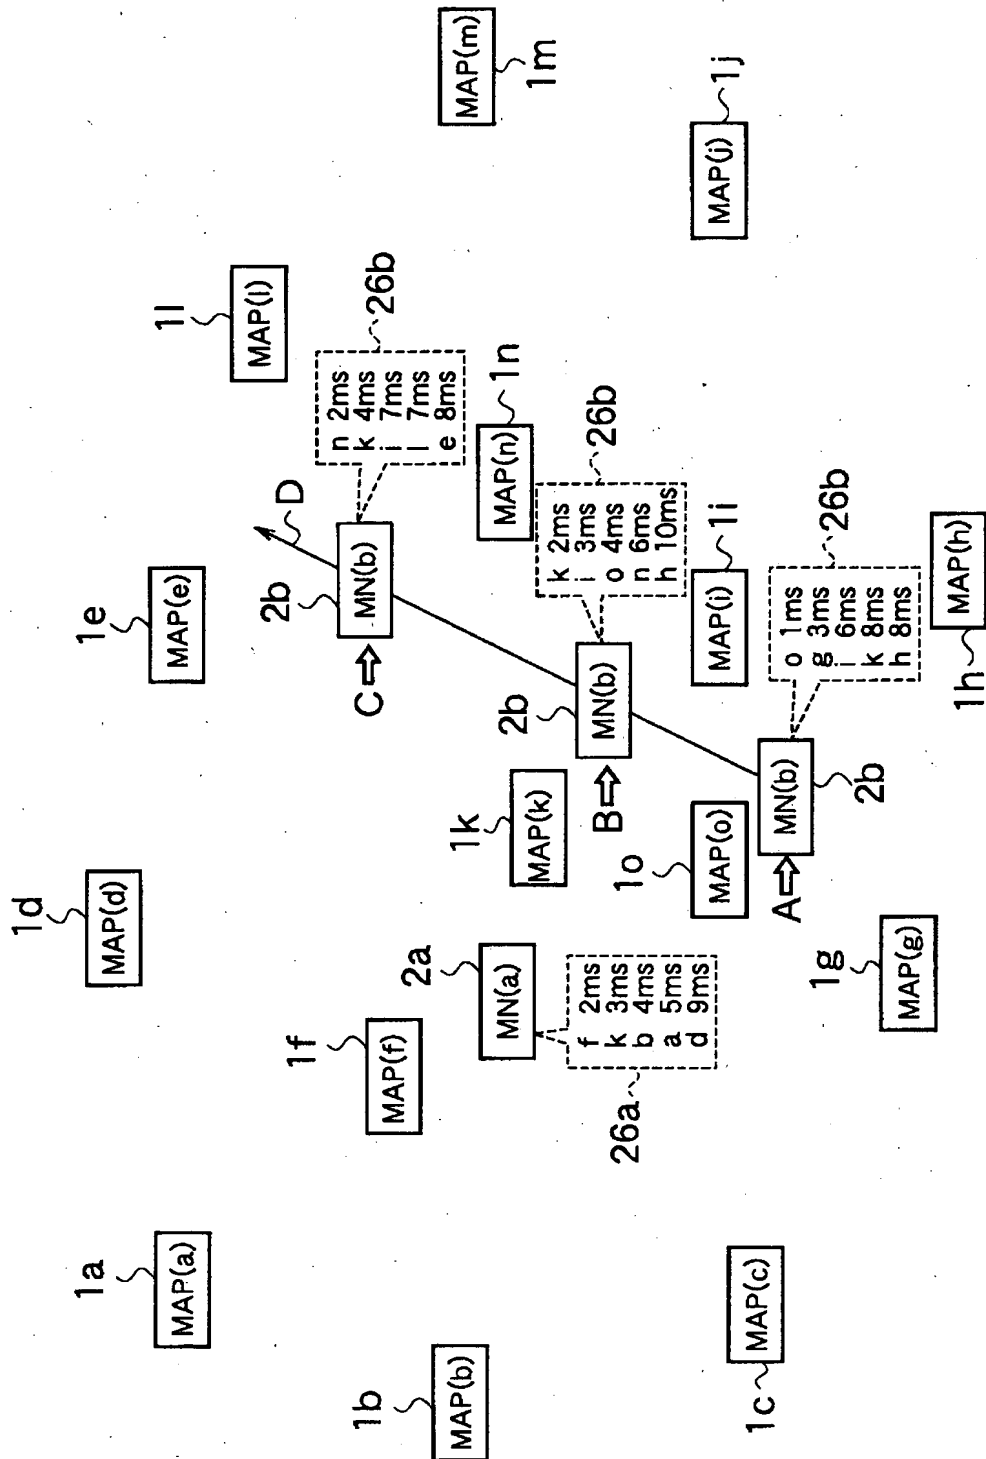 1d
MAP(d)
1e
MAP(e)
1a
MAP(a)
1l
MAP(l)
1f
MAP(f)
D
2b
C
MN(b)
n 2ms
k 4ms
i 7ms
l 7ms
e 8ms
26b
1b
MAP(b)
1m
MAP(m)
2a
MN(a)
f 2ms
k 3ms
b 4ms
a 5ms
d 9ms
26a
1k
MAP(k)
1n
MAP(n)
2b
B
MN(b)
k 2ms
i 3ms
o 4ms
n 6ms
h 10ms
26b
1o
MAP(o)
1i
MAP(i)
1j
MAP(j)
1c
MAP(c)
A
MN(b)
2b
o 1ms
g 3ms
i 6ms
k 8ms
h 8ms
26b
1g
MAP(g)
1h
MAP(h)